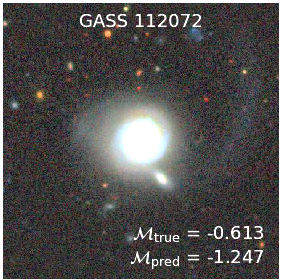 GASS 112072
ℳtrue = -0.613
ℳpred = -1.247